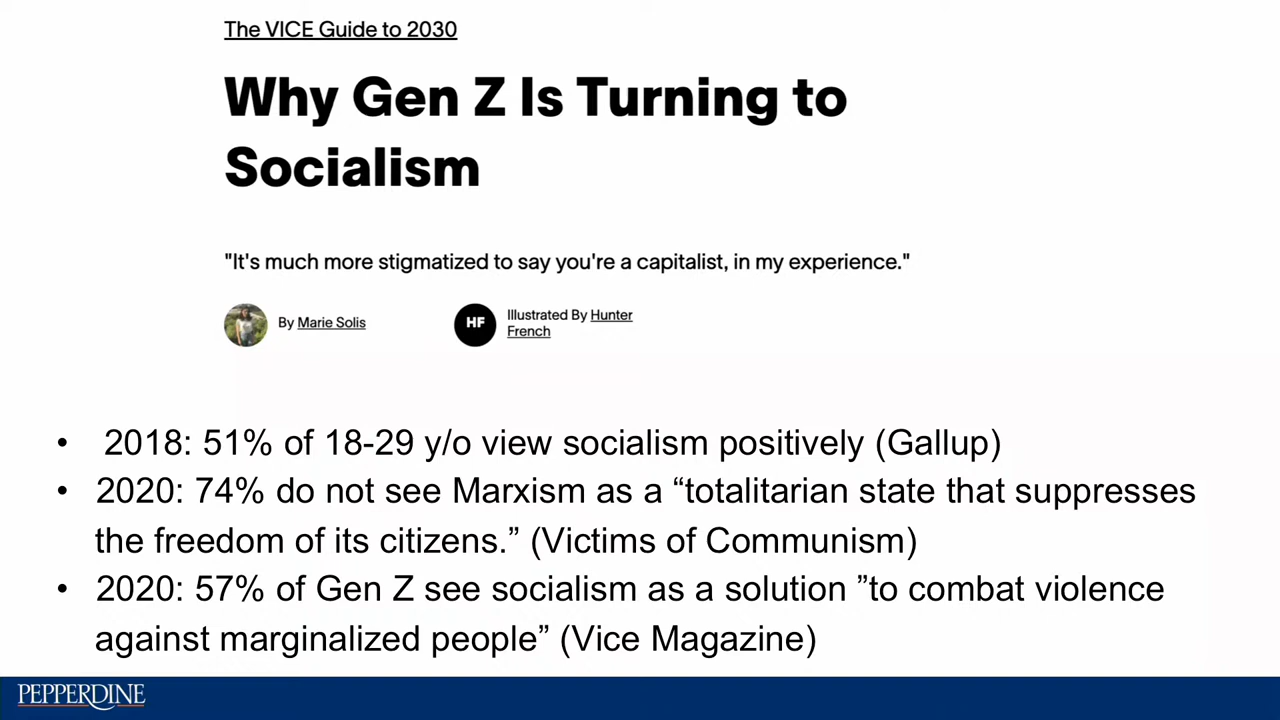 The VICE Guide to 2030
Why Gen Z Is Turning to
Socialism
"It's much more stigmatized to say you're a capitalist, in my experience."
By Marie Solis
HF
Illustrated By Hunter
French
• 2018: 51% of 18-29 y/o view socialism positively (Gallup)
• 2020: 74% do not see Marxism as a “totalitarian state that suppresses
the freedom of its citizens.” (Victims of Communism)
• 2020: 57% of Gen Z see socialism as a solution ”to combat violence
against marginalized people” (Vice Magazine)
PEPPERDINE